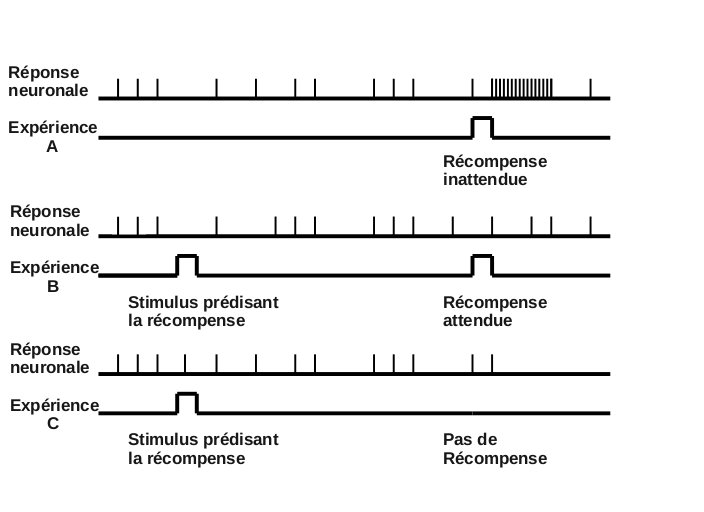 Réponse
neuronale
Expérience
A
Récompense
inattendue
Réponse
neuronale
Expérience
B
Stimulus prédisant
la récompense
Récompense
attendue
Réponse
neuronale
Expérience
C
Stimulus prédisant
la récompense
Pas de
Récompense